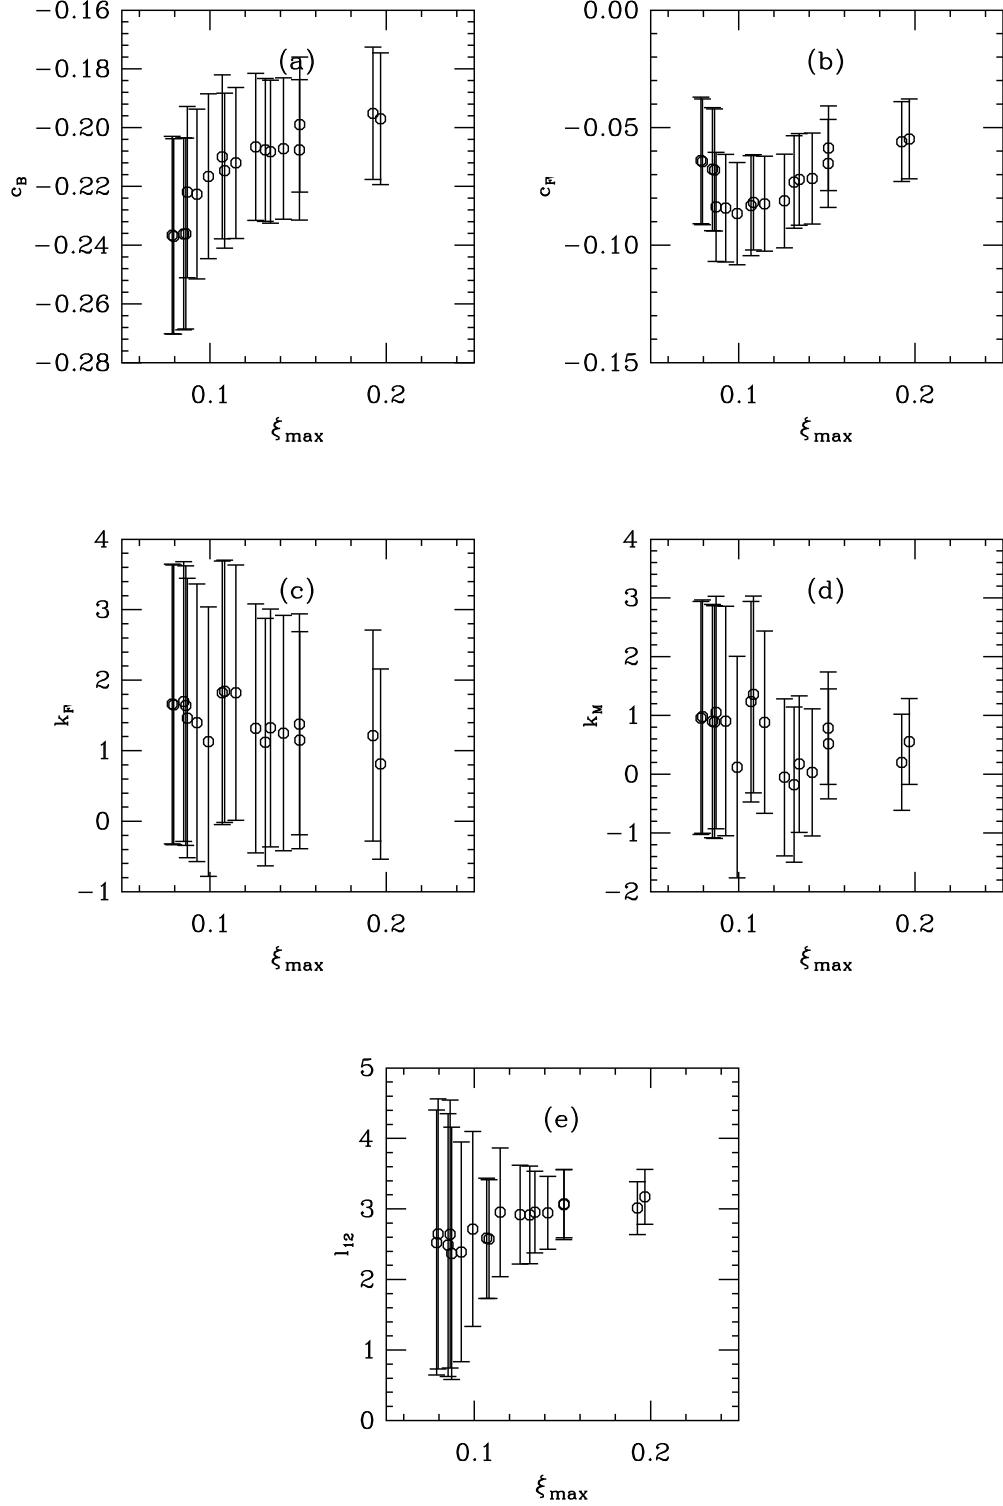 −0.16
−0.18
−0.20
−0.22
−0.24
−0.26
−0.28
c_B
(a)
0.1 0.2
ξ_max
0.00
−0.05
−0.10
−0.15
c_F
(b)
0.1 0.2
ξ_max
4
3
2
1
0
−1
k_F
(c)
0.1 0.2
ξ_max
4
3
2
1
0
−1
−2
k_M
(d)
0.1 0.2
ξ_max
5
4
3
2
1
0
l_12
(e)
0.1 0.2
ξ_max